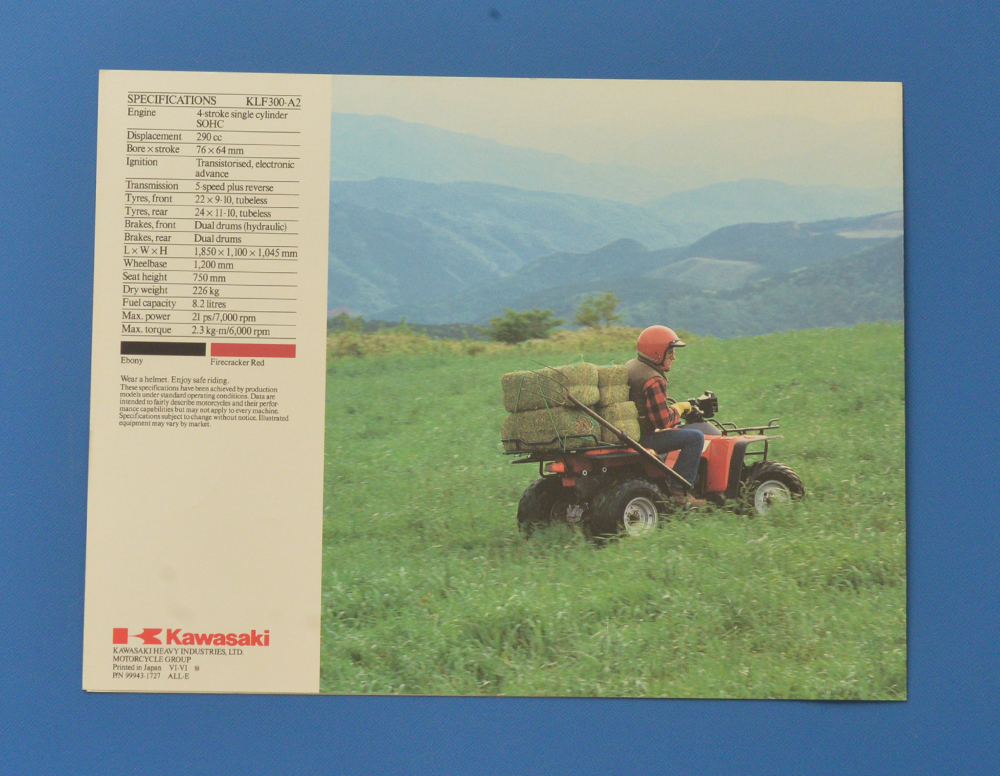 SPECIFICATIONS KLF300-A2
Engine 4-stroke single cylinder
SOHC
Displacement 290 cc
Bore × stroke 76 × 64 mm
Ignition Transistorised, electronic
advance
Transmission 5-speed plus reverse
Tyres, front 22 × 9-10, tubeless
Tyres, rear 24 × 11-10, tubeless
Brakes, front Dual drums (hydraulic)
Brakes, rear Dual drums
L × W × H 1,850 × 1,100 × 1,045 mm
Wheelbase 1,200 mm
Seat height 750 mm
Dry weight 226 kg
Fuel capacity 8.2 litres
Max. power 21 ps/7,000 rpm
Max. torque 2.3 kg-m/6,000 rpm
Ebony Firecracker Red
Wear a helmet. Enjoy safe riding.
These specifications have been achieved by production
models under standard operating conditions. Data are
intended to fairly describe motorcycles and their perfor-
mance capabilities but may not apply to every machine.
Specifications subject to change without notice. Illustrated
equipment may vary by market.
Kawasaki
KAWASAKI HEAVY INDUSTRIES, LTD.
MOTORCYCLE GROUP
Printed in Japan VI-VI
P/N 99943-1727 ALL-E